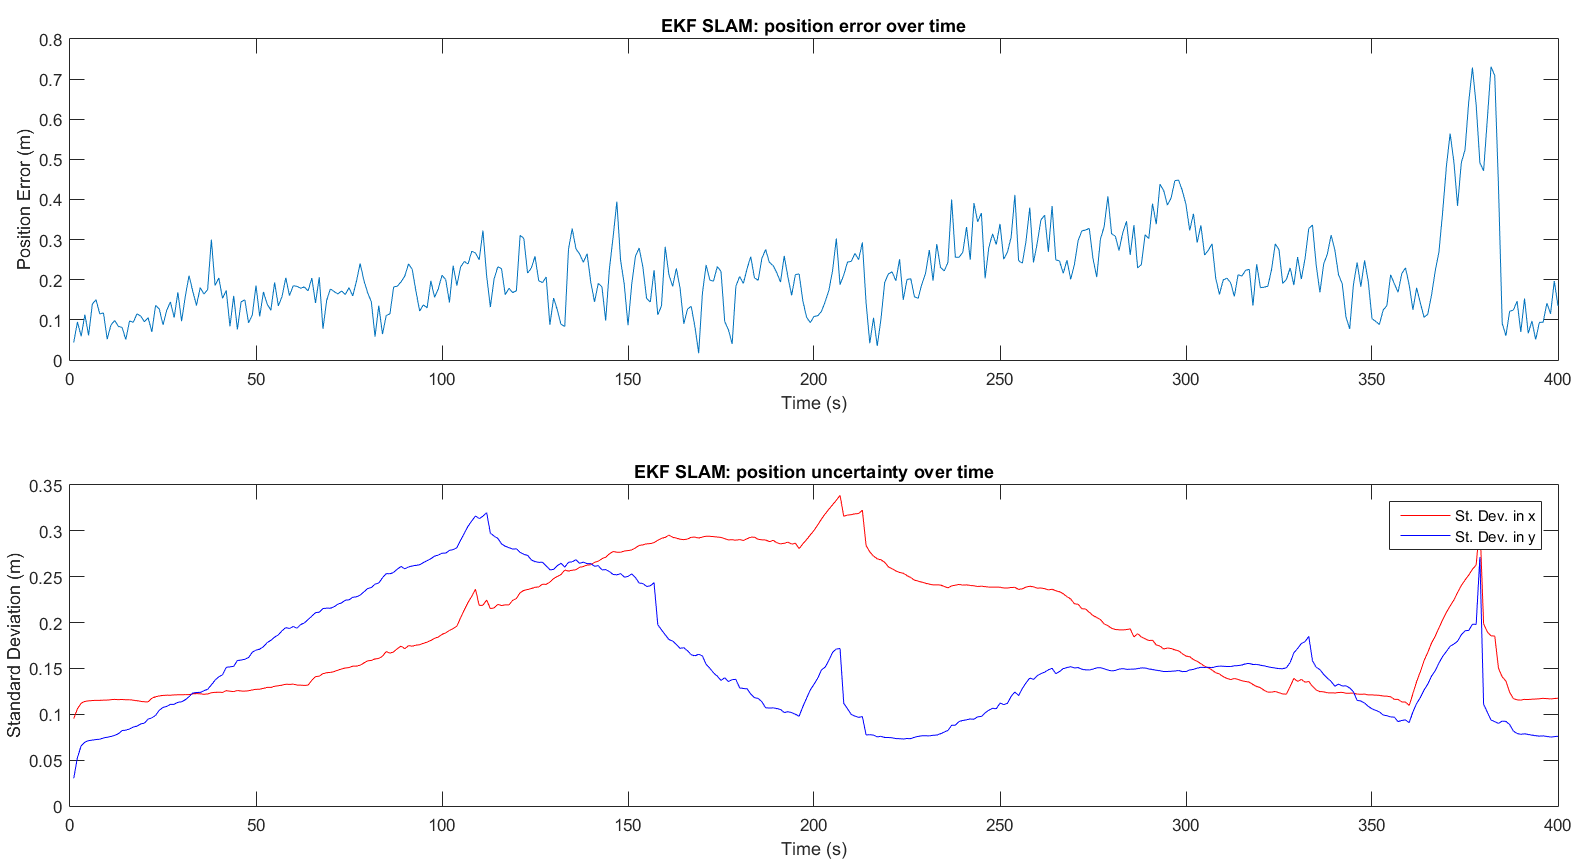 EKF SLAM: position error over time
0.8
0.7
0.6
0.5
0.4
0.3
0.2
0.1
0
Position Error (m)
0 50 100 150 200 250 300 350 400
Time (s)
EKF SLAM: position uncertainty over time
0.35
0.3
0.25
0.2
0.15
0.1
0.05
0
Standard Deviation (m)
St. Dev. in x
St. Dev. in y
0 50 100 150 200 250 300 350 400
Time (s)